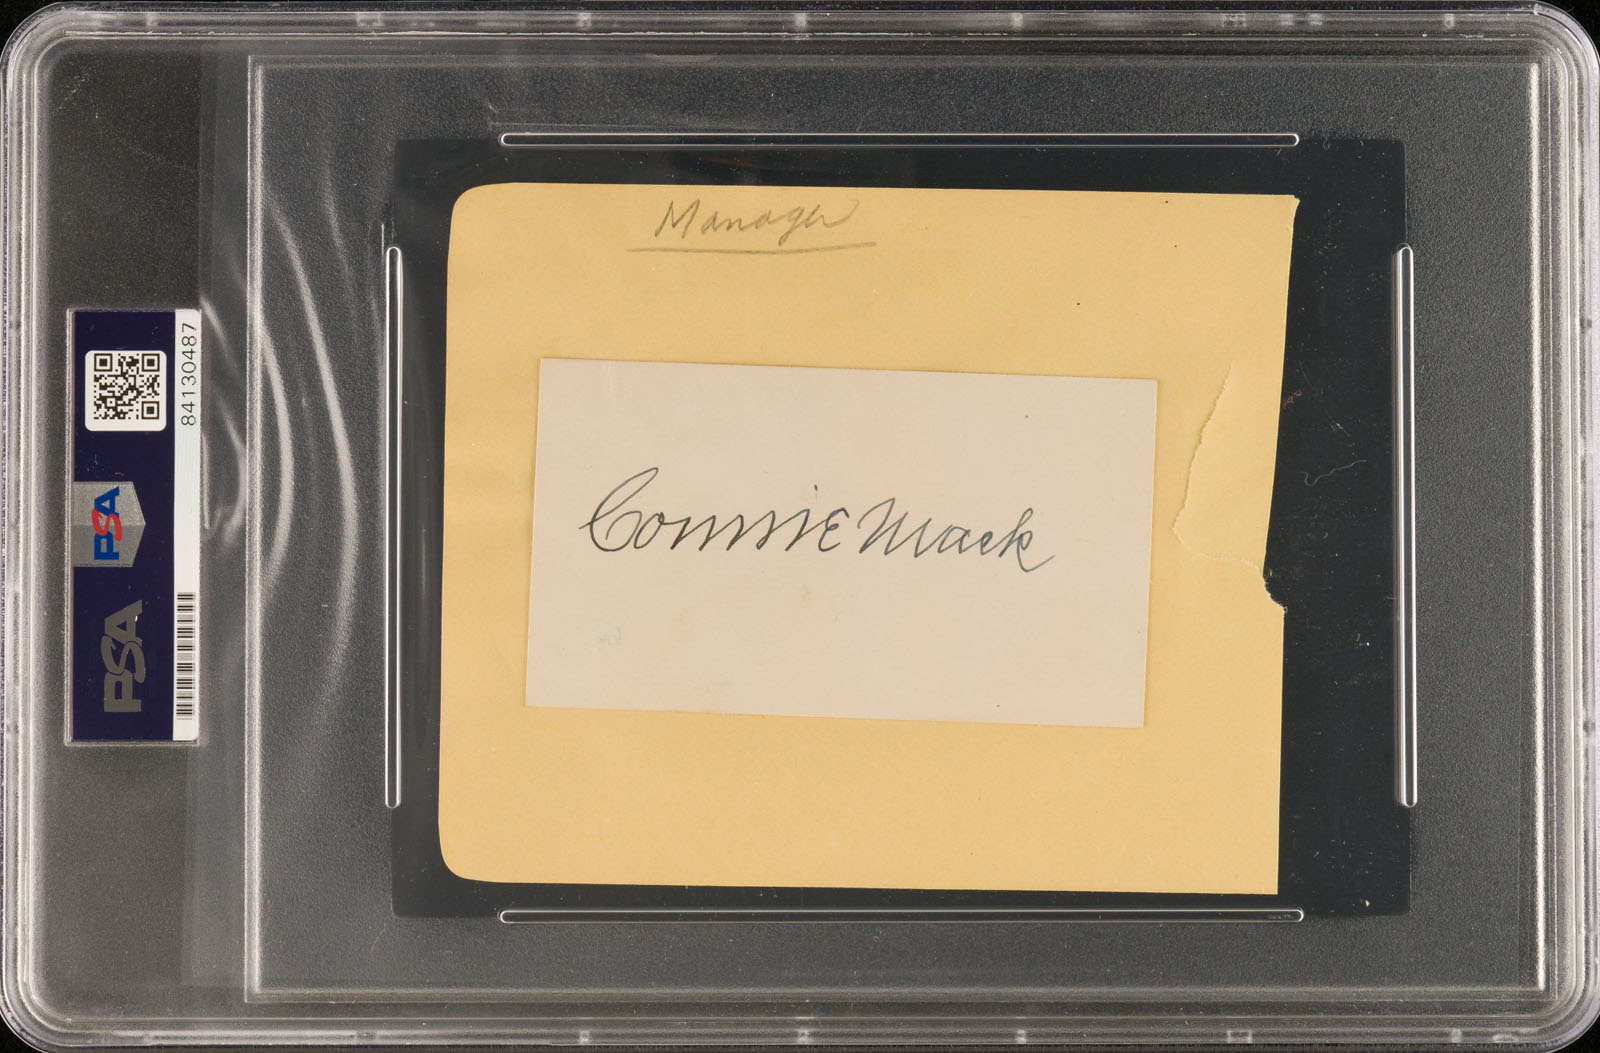 Manager
Connie Mack
84130487
PSA
PSA